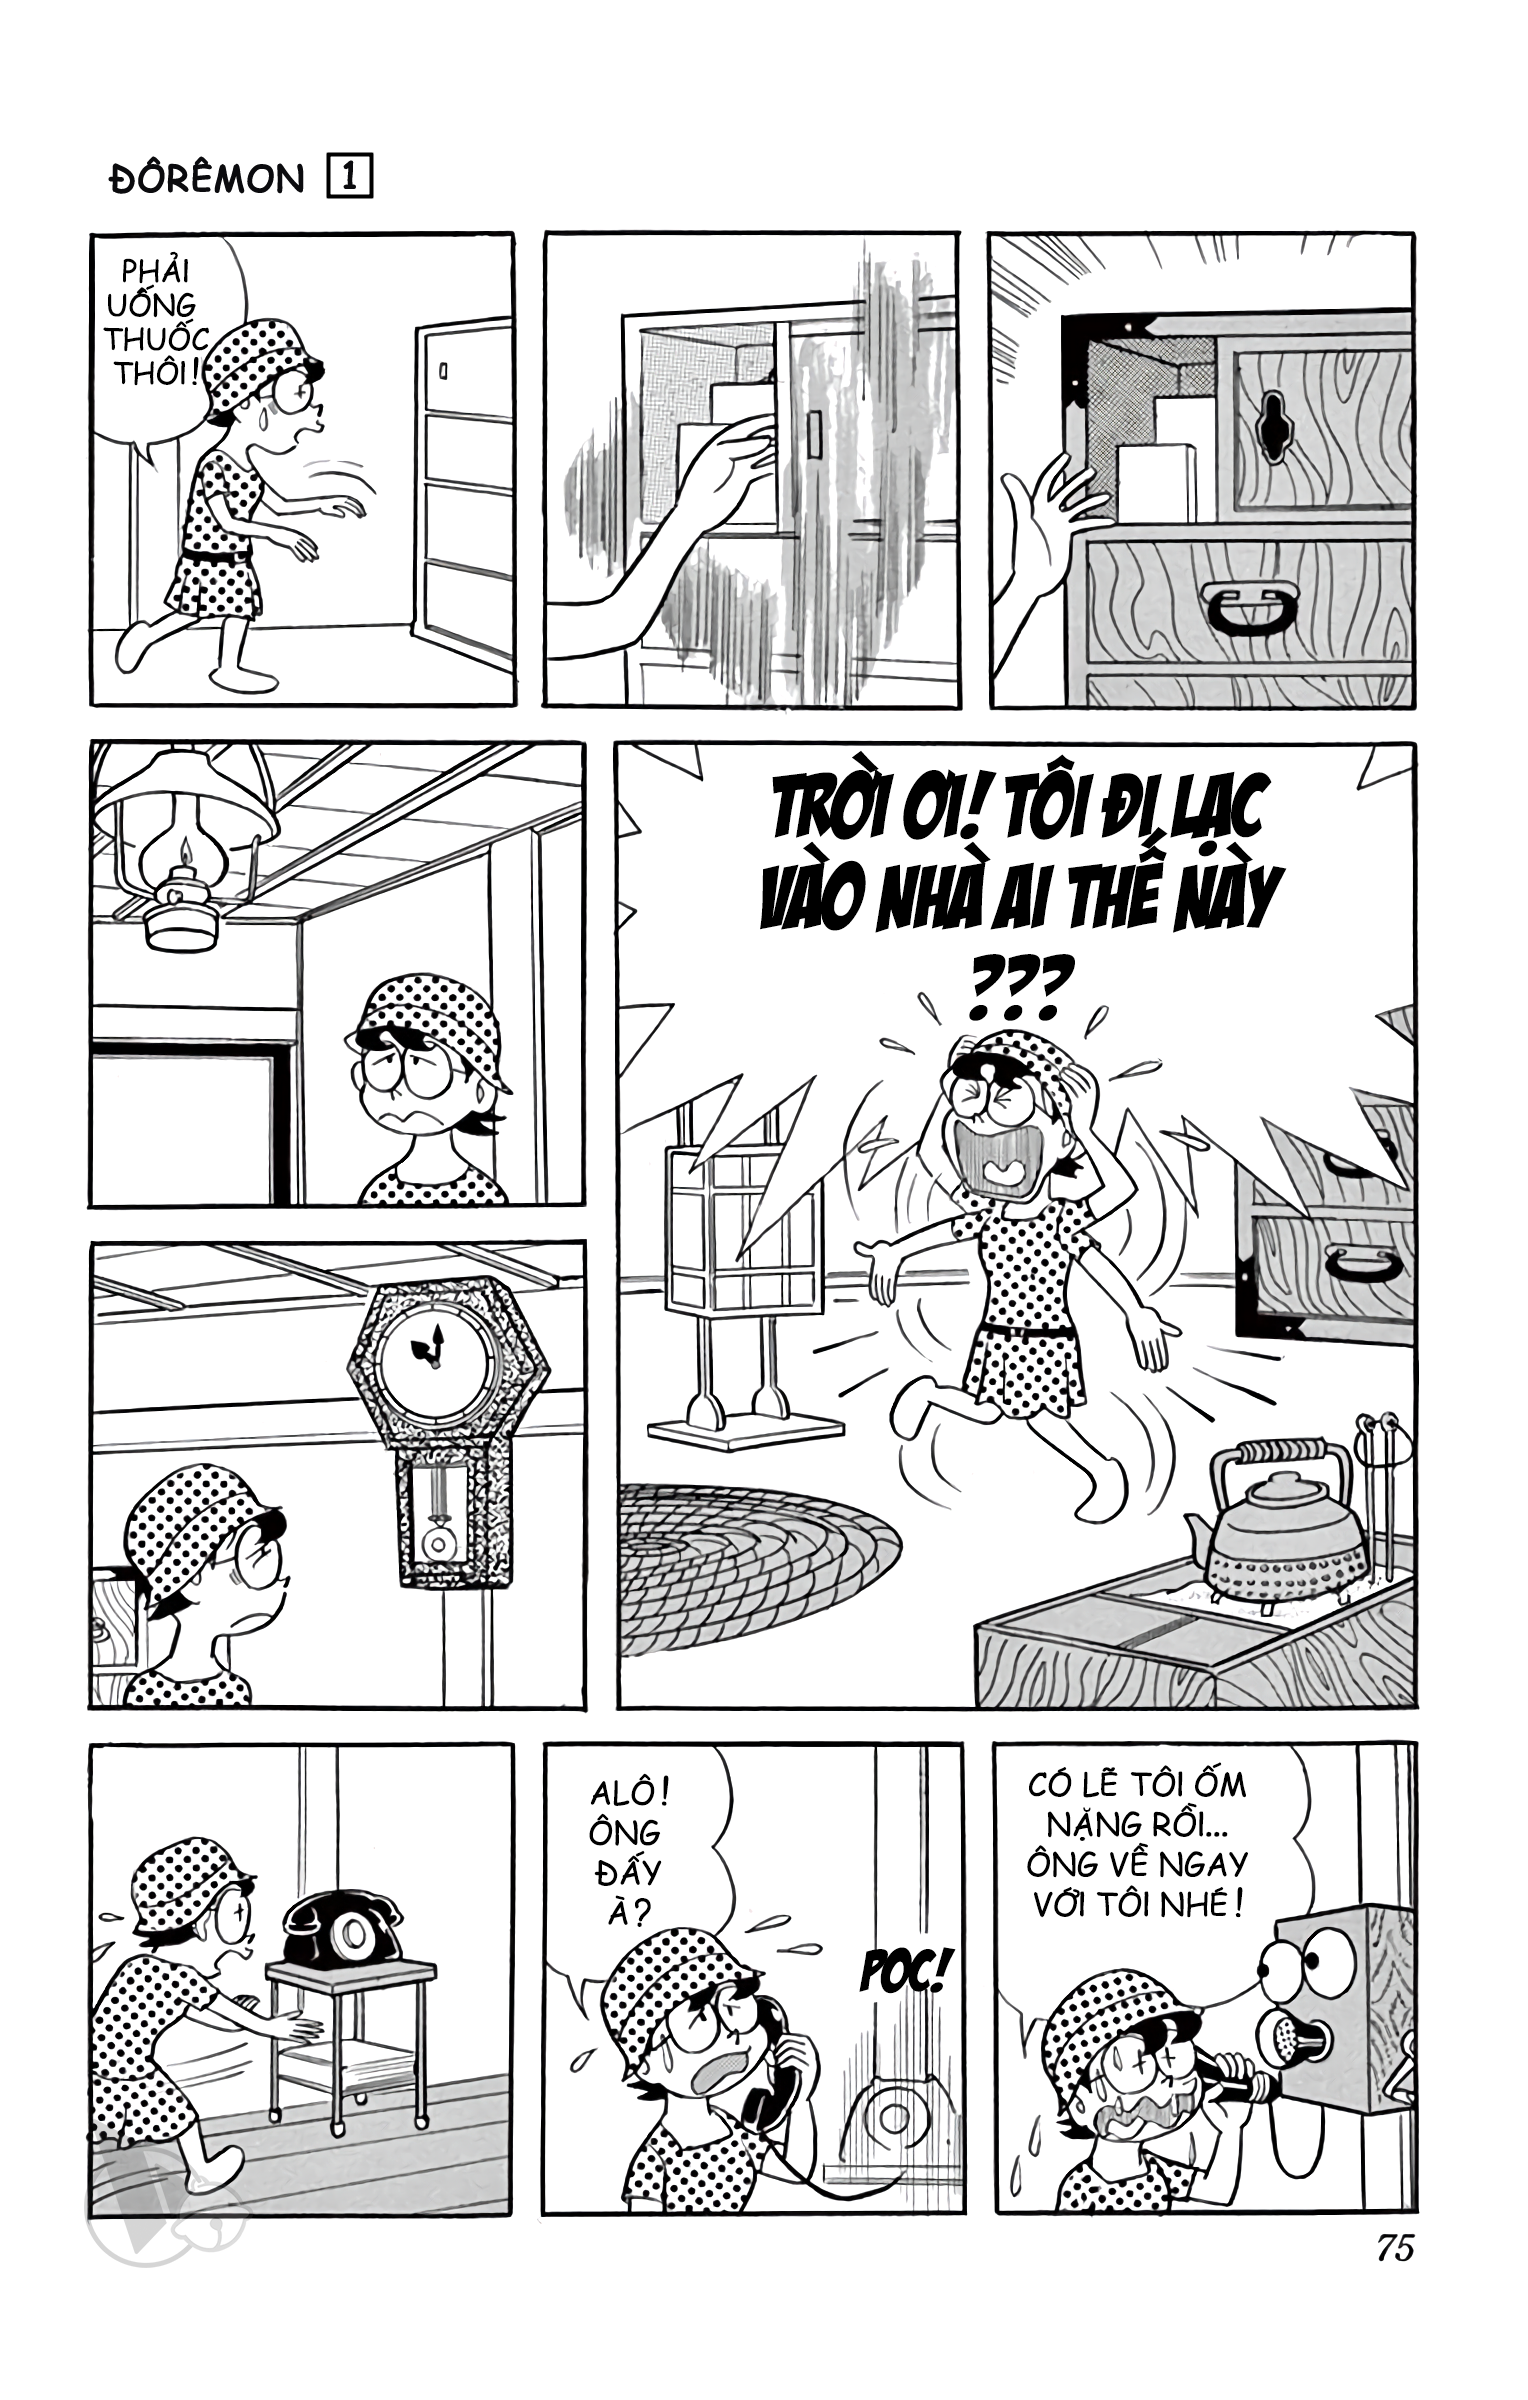 ĐÔRÊMON 1
PHẢI
UỐNG
THUỐC
THÔI!
TRỜI ƠI! TÔI ĐI LẠC
VÀO NHÀ AI THẾ NÀY
???
ALÔ!
ÔNG
ĐẤY
À?
POC!
CÓ LẼ TÔI ỐM
NẶNG RỒI...
ÔNG VỀ NGAY
VỚI TÔI NHÉ!
75